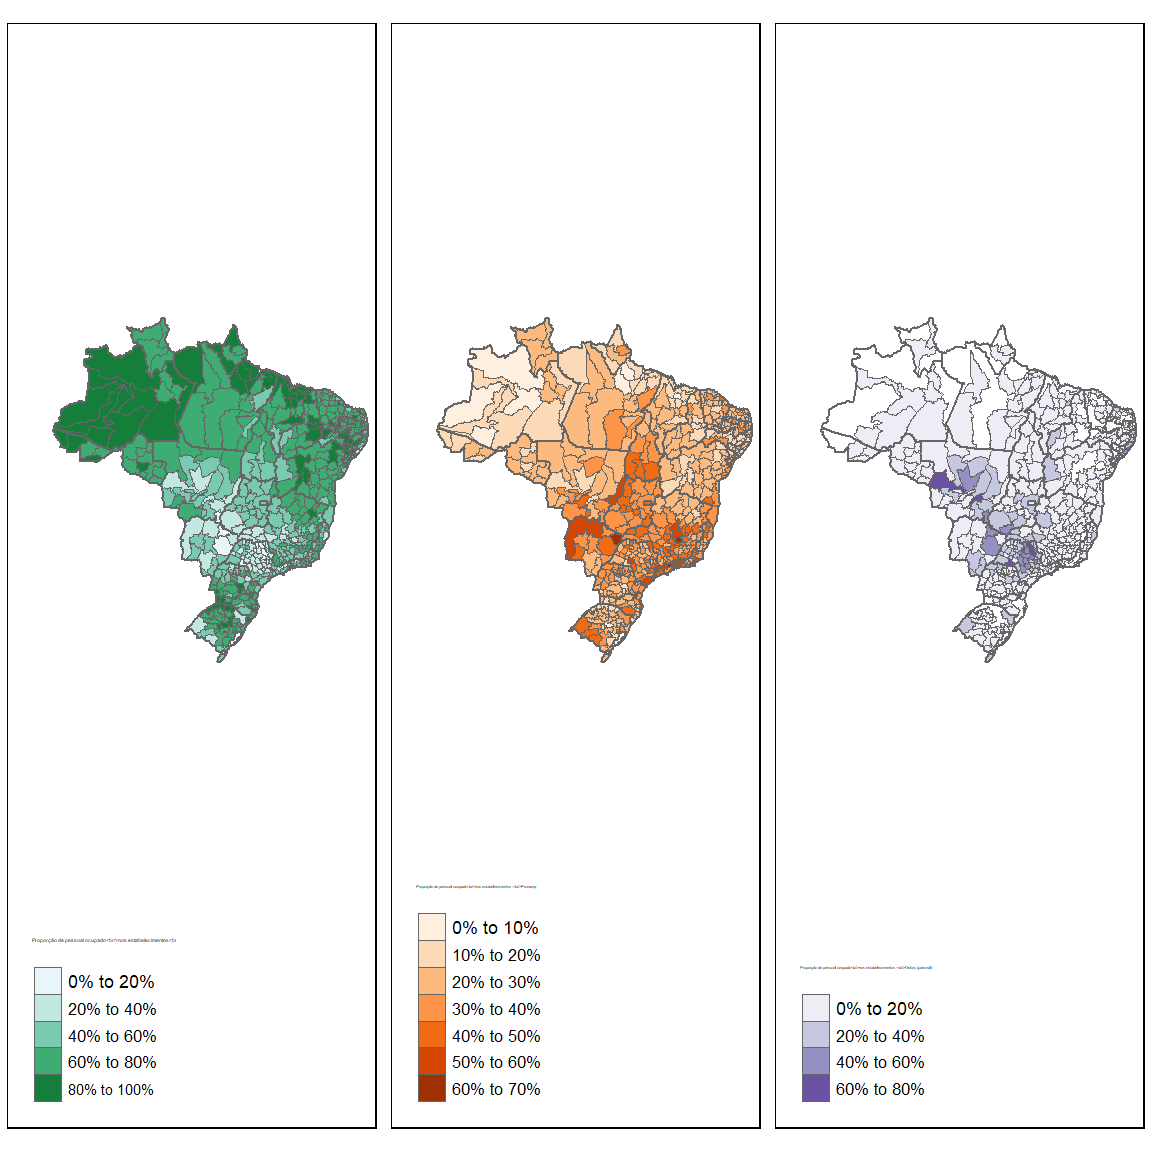 Proporção de pessoal ocupado<br/>nos estabelecimentos<b
0% to 20%
20% to 40%
40% to 60%
60% to 80%
80% to 100%
Proporção de pessoal ocupado<br/>nos estabelecimentos,
0% to 10%
10% to 20%
20% to 30%
30% to 40%
40% to 50%
50% to 60%
60% to 70%
Proporção de pessoal ocupado<br/>nos estabelecimentos,
0% to 20%
20% to 40%
40% to 60%
60% to 80%